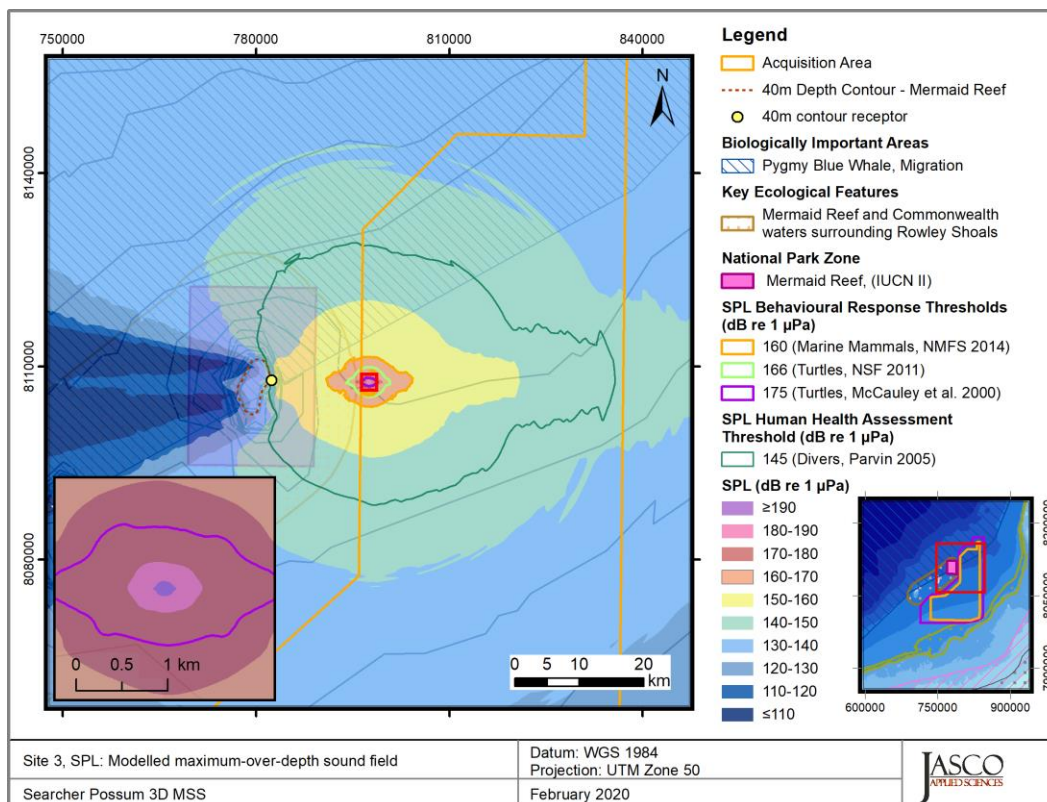 750000
780000
810000
840000
8140000
8110000
8080000
N
0 0.5 1 km
0 5 10 20
km
Legend
Acquisition Area
40m Depth Contour - Mermaid Reef
40m contour receptor
Biologically Important Areas
Pygmy Blue Whale, Migration
Key Ecological Features
Mermaid Reef and Commonwealth
waters surrounding Rowley Shoals
National Park Zone
Mermaid Reef, (IUCN II)
SPL Behavioural Response Thresholds
(dB re 1 µPa)
160 (Marine Mammals, NMFS 2014)
166 (Turtles, NSF 2011)
175 (Turtles, McCauley et al. 2000)
SPL Human Health Assessment
Threshold (dB re 1 µPa)
145 (Divers, Parvin 2005)
SPL (dB re 1 µPa)
≥190
180-190
170-180
160-170
150-160
140-150
130-140
120-130
110-120
≤110
8200000
8050000
600000
750000
900000
Site 3, SPL: Modelled maximum-over-depth sound field
Datum: WGS 1984
Projection: UTM Zone 50
Searcher Possum 3D MSS
February 2020
JASCO
APPLIED SCIENCES